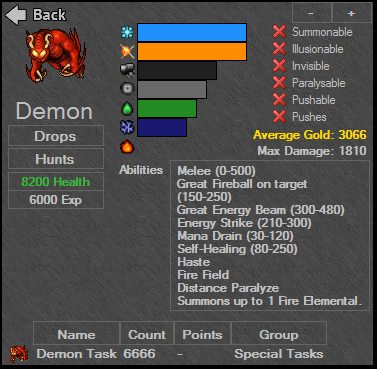 Back
- +
Summonable
Illusionable
Invisible
Paralysable
Pushable
Pushes
Demon
Drops
Hunts
8200 Health
6000 Exp
Average Gold: 3066
Max Damage: 1810
Abilities
Melee (0-500)
Great Fireball on target
(150-250)
Great Energy Beam (300-480)
Energy Strike (210-300)
Mana Drain (30-120)
Self-Healing (80-250)
Haste
Fire Field
Distance Paralyze
Summons up to 1 Fire Elemental.
Name Count Points Group
Demon Task 6666 - Special Tasks